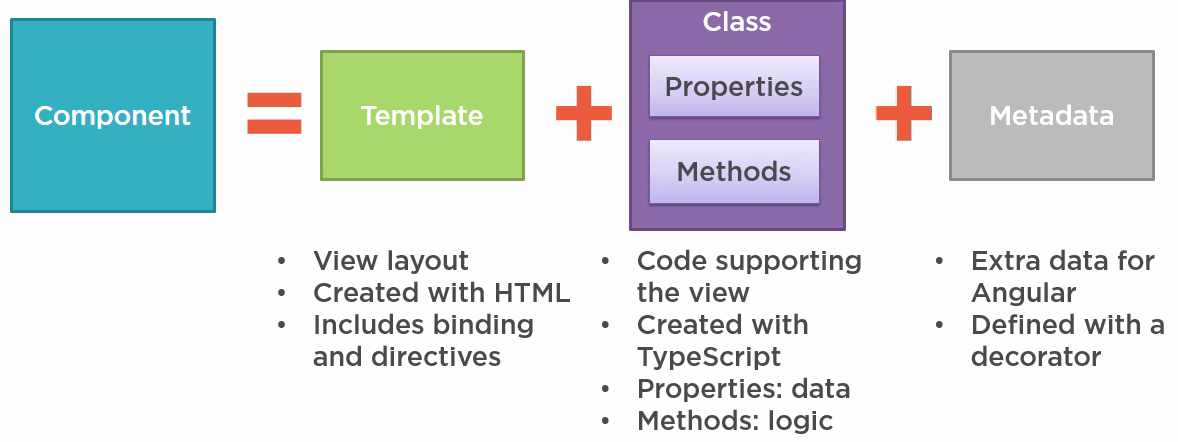 Component
=
Template
+
Class
Properties
Methods
+
Metadata
• View layout
• Created with HTML
• Includes binding
and directives
• Code supporting
the view
• Created with
TypeScript
• Properties: data
• Methods: logic
• Extra data for
Angular
• Defined with a
decorator